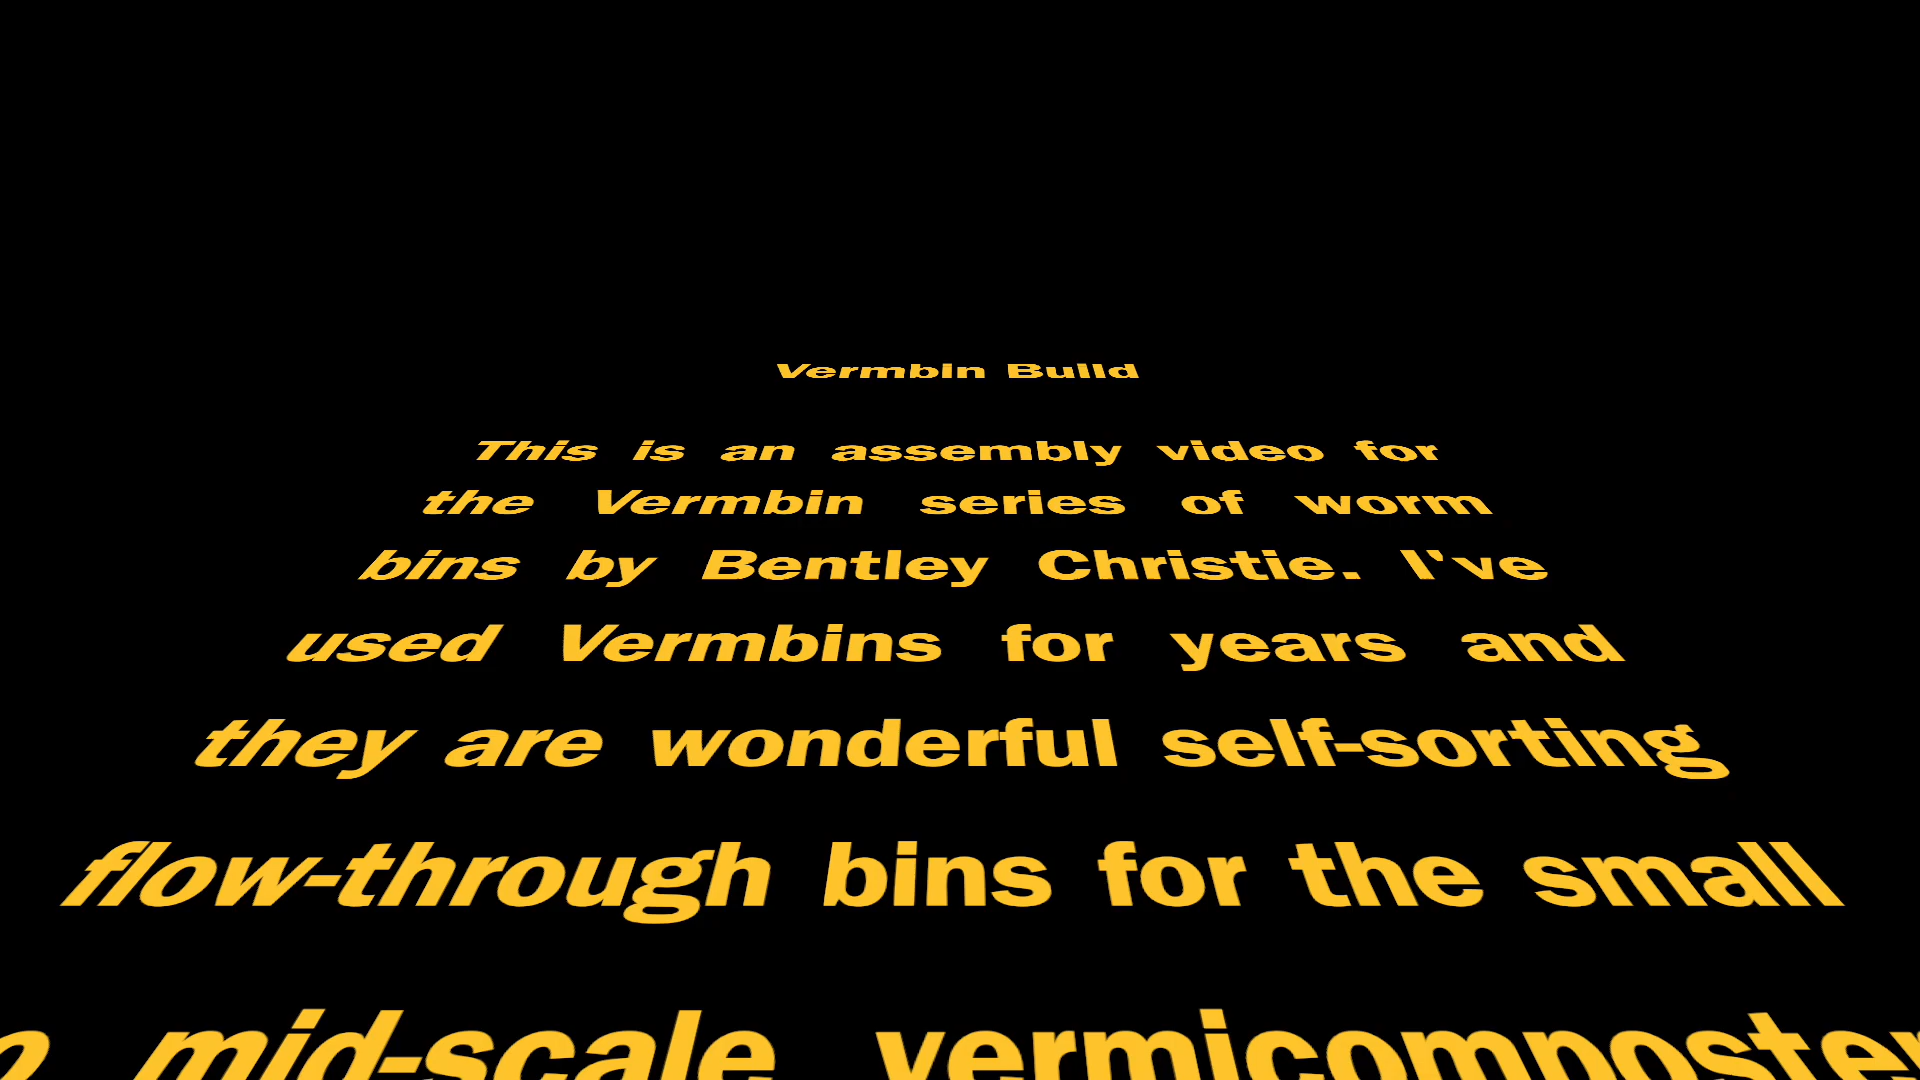 Vermbin Build
This is an assembly video for
the Vermbin series of worm
bins by Bentley Christie. I've
used Vermbins for years and
they are wonderful self-sorting
flow-through bins for the small
mid-scale